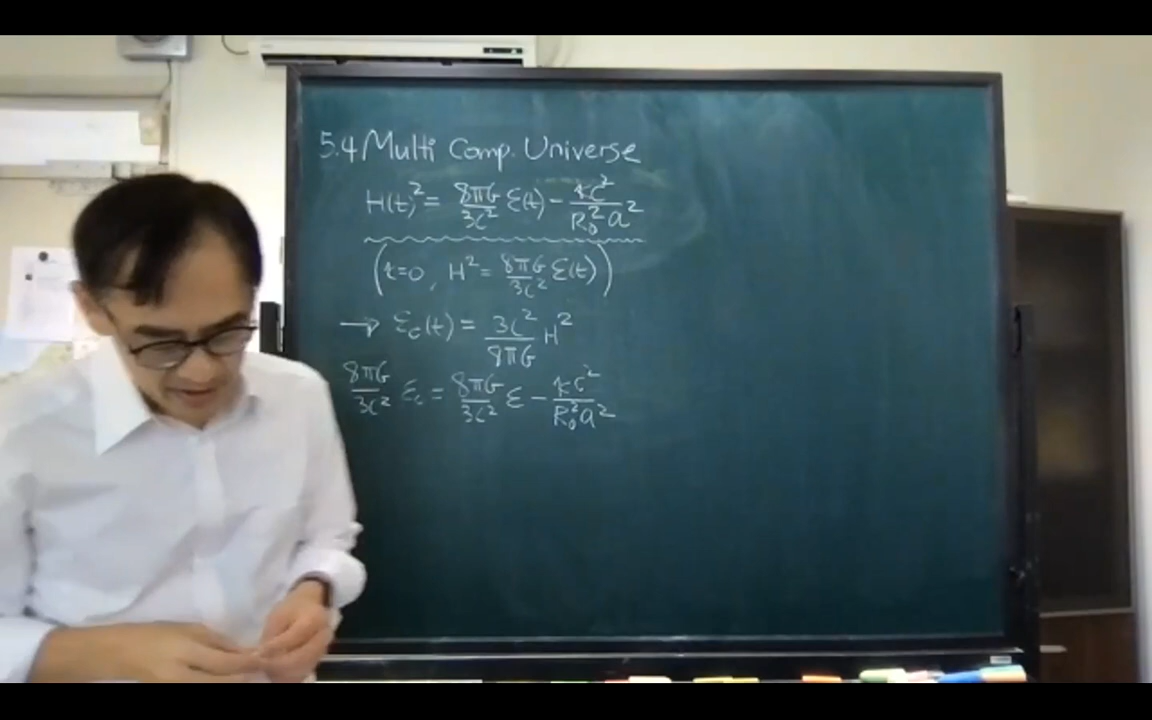 5.4 Multi Comp. Universe
H(t)² = 8πG/3c² ε(t) − κc²/R₀²a²
(κ=0, H² = 8πG/3c² ε(t))
→ ε_c(t) = 3c²/8πG H²
8πG/3c² ε_c = 8πG/3c² ε − κc²/R₀²a²